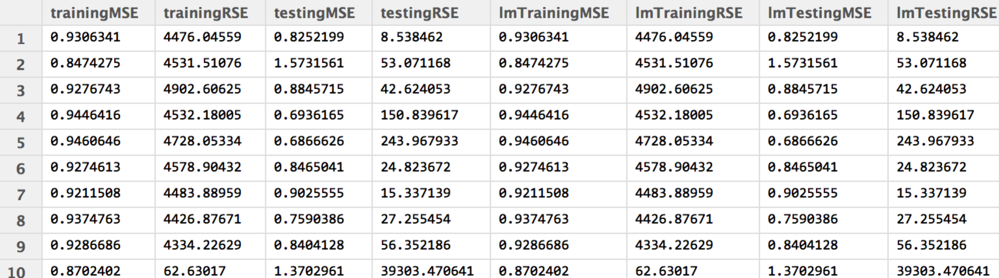 trainingMSE trainingRSE testingMSE testingRSE lmTrainingMSE lmTrainingRSE lmTestingMSE lmTestingRSE
1 0.9306341 4476.04559 0.8252199 8.538462 0.9306341 4476.04559 0.8252199 8.538462
2 0.8474275 4531.51076 1.5731561 53.071168 0.8474275 4531.51076 1.5731561 53.071168
3 0.9276743 4902.60625 0.8845715 42.624053 0.9276743 4902.60625 0.8845715 42.624053
4 0.9446416 4532.18005 0.6936165 150.839617 0.9446416 4532.18005 0.6936165 150.839617
5 0.9460646 4728.05334 0.6866626 243.967933 0.9460646 4728.05334 0.6866626 243.967933
6 0.9274613 4578.90432 0.8465041 24.823672 0.9274613 4578.90432 0.8465041 24.823672
7 0.9211508 4483.88959 0.9025555 15.337139 0.9211508 4483.88959 0.9025555 15.337139
8 0.9374763 4426.87671 0.7590386 27.255454 0.9374763 4426.87671 0.7590386 27.255454
9 0.9286686 4334.22629 0.8404128 56.352186 0.9286686 4334.22629 0.8404128 56.352186
10 0.8702402 62.63017 1.3702961 39303.470641 0.8702402 62.63017 1.3702961 39303.470641